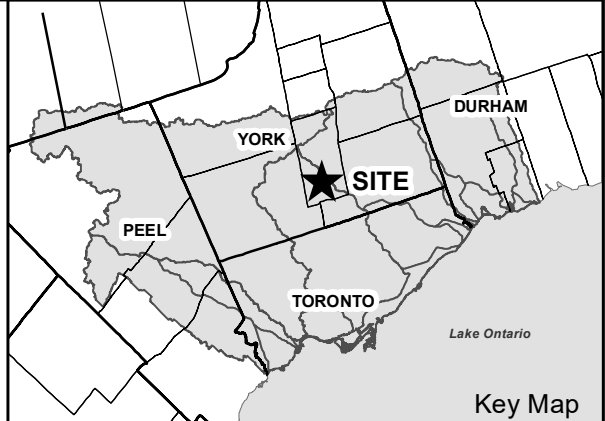 DURHAM
YORK
SITE
PEEL
TORONTO
Lake Ontario
Key Map